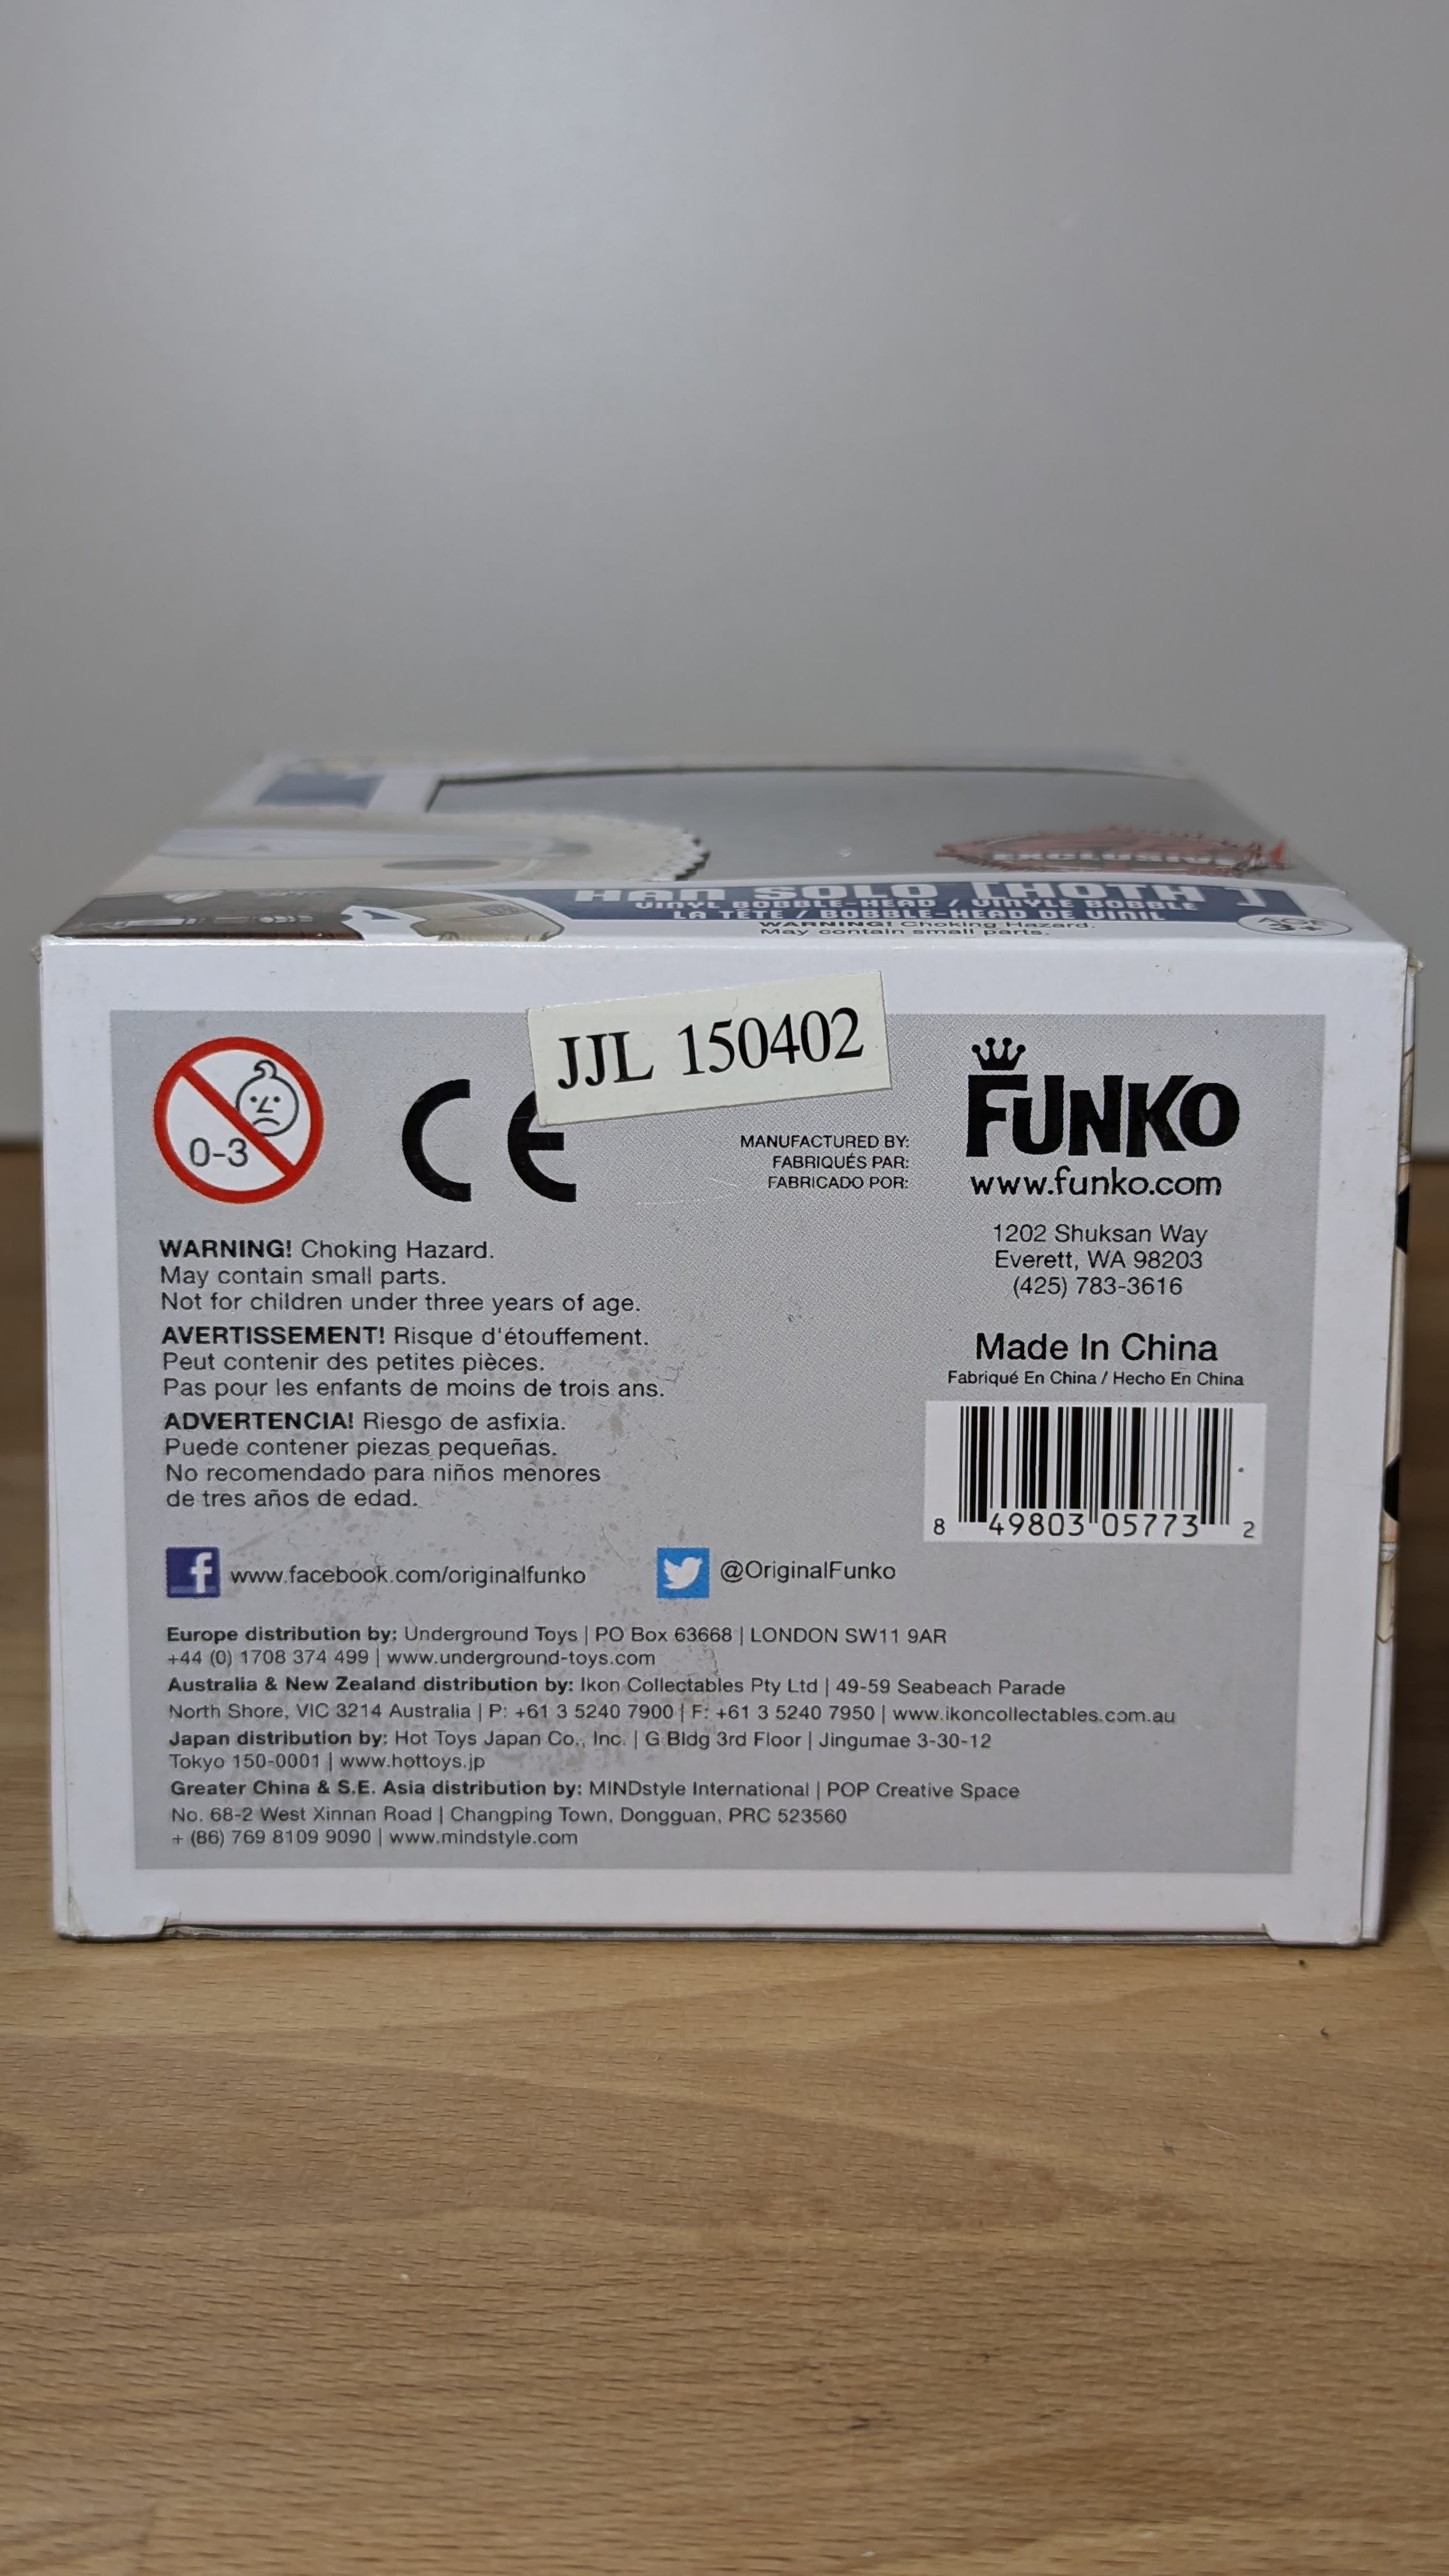 EXCLUSIVE
HAN SOLO [HOTH]
VINYL BOBBLE-HEAD / VINYLE BOBBLE
LA TÊTE / BOBBLE-HEAD DE VINIL
WARNING! Choking Hazard.
May contain small parts.
AGE
3+
JJL 150402
0-3
CE
MANUFACTURED BY:
FABRIQUÉS PAR:
FABRICADO POR:
FUNKO
www.funko.com
1202 Shuksan Way
Everett, WA 98203
(425) 783-3616
Made In China
Fabriqué En China / Hecho En China
8 49803 05773 2
WARNING! Choking Hazard.
May contain small parts.
Not for children under three years of age.
AVERTISSEMENT! Risque d'étouffement.
Peut contenir des petites pièces.
Pas pour les enfants de moins de trois ans.
ADVERTENCIA! Riesgo de asfixia.
Puede contener piezas pequeñas.
No recomendado para niños menores
de tres años de edad.
f www.facebook.com/originalfunko
@OriginalFunko
Europe distribution by: Underground Toys | PO Box 63668 | LONDON SW11 9AR
+44 (0) 1708 374 499 | www.underground-toys.com
Australia & New Zealand distribution by: Ikon Collectables Pty Ltd | 49-59 Seabeach Parade
North Shore, VIC 3214 Australia | P: +61 3 5240 7900 | F: +61 3 5240 7950 | www.ikoncollectables.com.au
Japan distribution by: Hot Toys Japan Co., Inc. | G Bldg 3rd Floor | Jingumae 3-30-12
Tokyo 150-0001 | www.hottoys.jp
Greater China & S.E. Asia distribution by: MINDstyle International | POP Creative Space
No. 68-2 West Xinnan Road | Changping Town, Dongguan, PRC 523560
+ (86) 769 8109 9090 | www.mindstyle.com